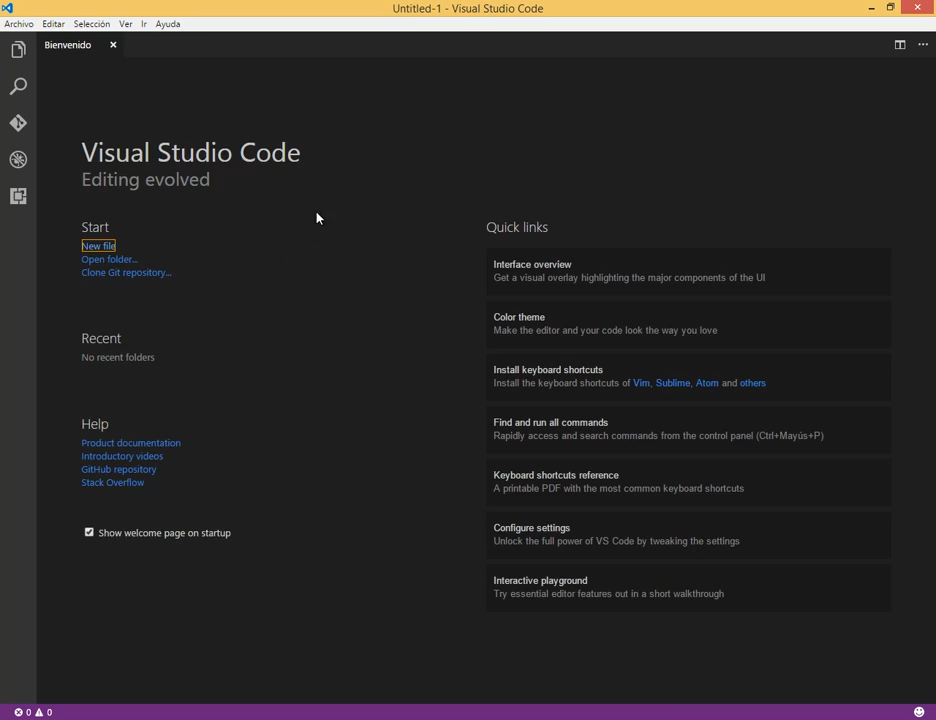 Untitled-1 - Visual Studio Code
Archivo Editar Selección Ver Ir Ayuda
Bienvenido
Visual Studio Code
Editing evolved
Start
New file
Open folder...
Clone Git repository...
Recent
No recent folders
Help
Product documentation
Introductory videos
GitHub repository
Stack Overflow
Show welcome page on startup
Quick links
Interface overview
Get a visual overlay highlighting the major components of the UI
Color theme
Make the editor and your code look the way you love
Install keyboard shortcuts
Install the keyboard shortcuts of Vim, Sublime, Atom and others
Find and run all commands
Rapidly access and search commands from the control panel (Ctrl+Mayús+P)
Keyboard shortcuts reference
A printable PDF with the most common keyboard shortcuts
Configure settings
Unlock the full power of VS Code by tweaking the settings
Interactive playground
Try essential editor features out in a short walkthrough
0 0